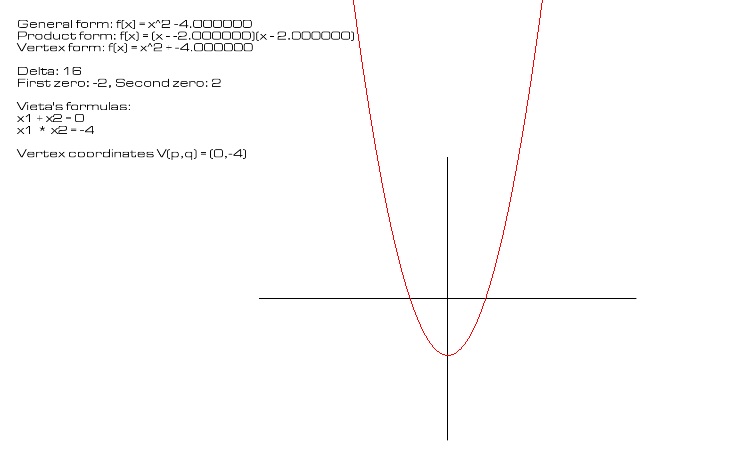 General form: f(x) = x^2 -4.000000
Product form: f(x) = (x - -2.000000)(x - 2.000000)
Vertex form: f(x) = x^2 + -4.000000
Delta: 16
First zero: -2, Second zero: 2
Vieta's formulas:
x1 + x2 = 0
x1 * x2 = -4
Vertex coordinates V(p,q) = (0,-4)